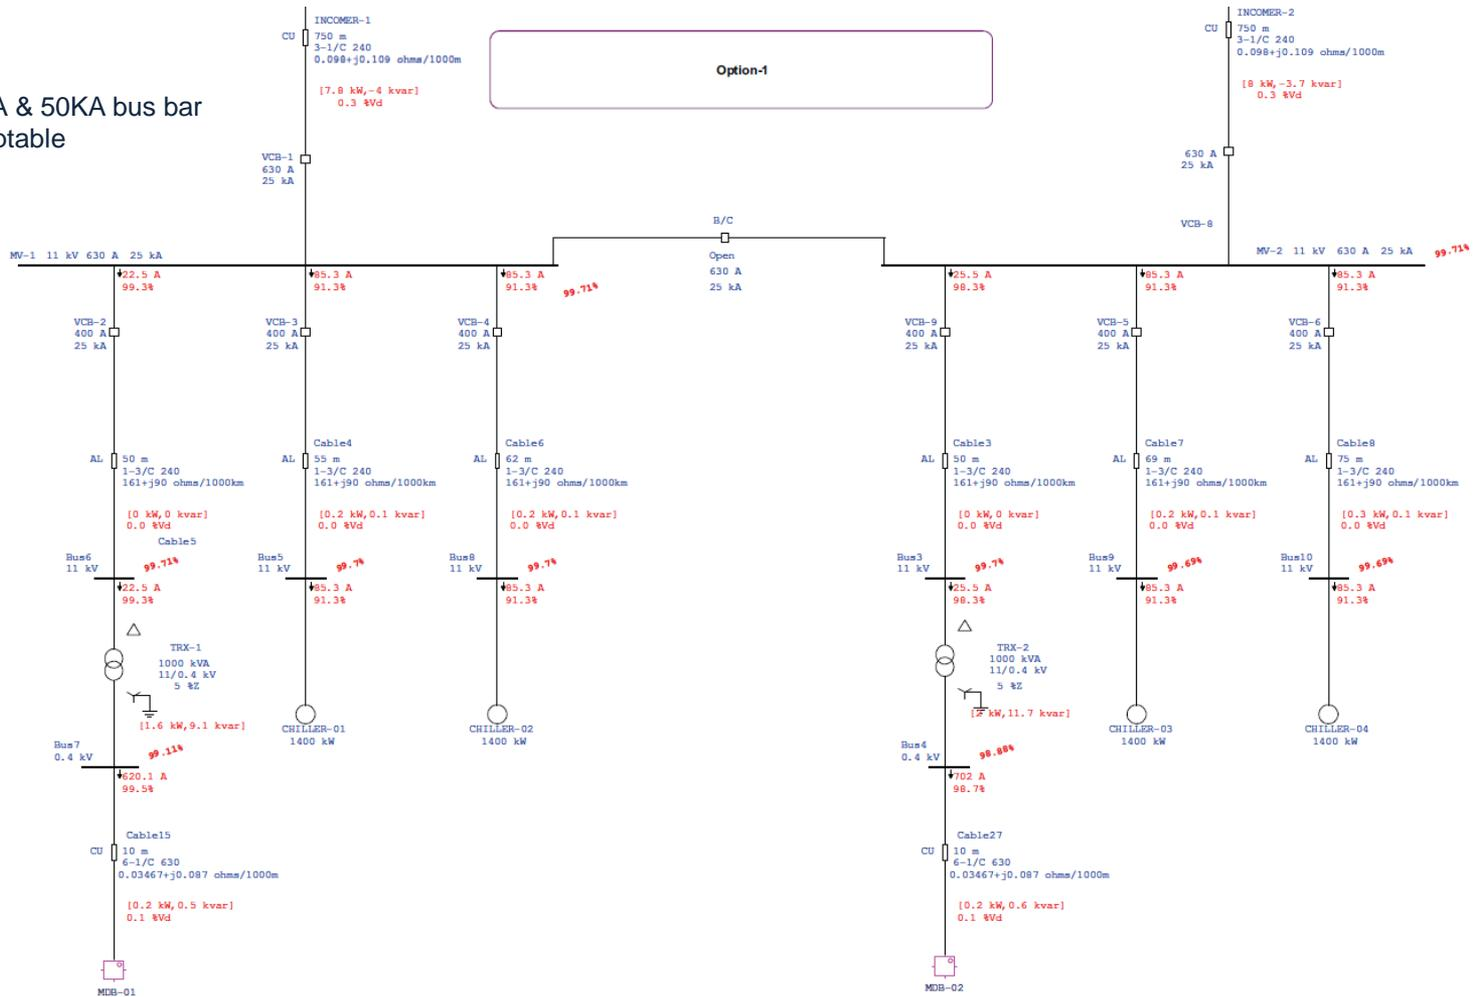 INCOMER-1
CU 750 m
3-1/C 240
0.098+j0.109 ohms/1000m
[7.8 kW,-4 kvar]
0.3 %Vd
Option-1
INCOMER-2
CU 750 m
3-1/C 240
0.098+j0.109 ohms/1000m
[8 kW,-3.7 kvar]
0.3 %Vd
A & 50KA bus bar
otable
VCB-1
630 A
25 kA
630 A
25 kA
VCB-8
B/C
Open
630 A
25 kA
MV-1 11 kV 630 A 25 kA
99.71%
MV-2 11 kV 630 A 25 kA
99.71%
22.5 A
99.3%
VCB-2
400 A
25 kA
AL 50 m
1-3/C 240
161+j90 ohms/1000km
[0 kW,0 kvar]
0.0 %Vd
Cable5
Bus6
11 kV
99.71%
22.5 A
99.3%
TRX-1
1000 kVA
11/0.4 kV
5 %Z
[1.6 kW,9.1 kvar]
Bus7
0.4 kV
99.11%
620.1 A
99.5%
Cable15
CU 10 m
6-1/C 630
0.03467+j0.087 ohms/1000m
[0.2 kW,0.5 kvar]
0.1 %Vd
MDB-01
85.3 A
91.3%
VCB-3
400 A
25 kA
Cable4
AL 55 m
1-3/C 240
161+j90 ohms/1000km
[0.2 kW,0.1 kvar]
0.0 %Vd
Bus5
11 kV
99.7%
85.3 A
91.3%
CHILLER-01
1400 kW
85.3 A
91.3%
VCB-4
400 A
25 kA
Cable6
AL 62 m
1-3/C 240
161+j90 ohms/1000km
[0.2 kW,0.1 kvar]
0.0 %Vd
Bus8
11 kV
99.7%
85.3 A
91.3%
CHILLER-02
1400 kW
25.5 A
98.3%
VCB-9
400 A
25 kA
Cable3
AL 50 m
1-3/C 240
161+j90 ohms/1000km
[0 kW,0 kvar]
0.0 %Vd
Bus3
11 kV
99.7%
25.5 A
98.3%
TRX-2
1000 kVA
11/0.4 kV
5 %Z
[2 kW,11.7 kvar]
Bus4
0.4 kV
98.88%
702 A
98.7%
Cable27
CU 10 m
6-1/C 630
0.03467+j0.087 ohms/1000m
[0.2 kW,0.6 kvar]
0.1 %Vd
MDB-02
85.3 A
91.3%
VCB-5
400 A
25 kA
Cable7
AL 69 m
1-3/C 240
161+j90 ohms/1000km
[0.2 kW,0.1 kvar]
0.0 %Vd
Bus9
11 kV
99.69%
85.3 A
91.3%
CHILLER-03
1400 kW
85.3 A
91.3%
VCB-6
400 A
25 kA
Cable8
AL 75 m
1-3/C 240
161+j90 ohms/1000km
[0.3 kW,0.1 kvar]
0.0 %Vd
Bus10
11 kV
99.69%
85.3 A
91.3%
CHILLER-04
1400 kW